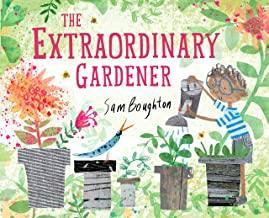 THE
EXTRAORDINARY
GARDENER
Sam Boughton